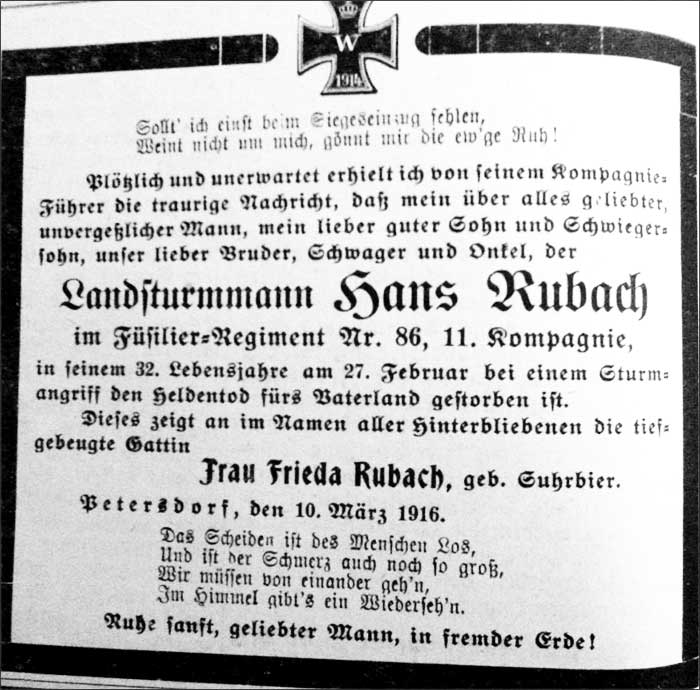 W
1914
Sollt' ich einst beim Siegeseinzug fehlen,
Weint nicht um mich, gönnt mir die ew'ge Ruh!
Plötzlich und unerwartet erhielt ich von seinem Kompagnie-
Führer die traurige Nachricht, daß mein über alles geliebter,
unvergeßlicher Mann, mein lieber guter Sohn und Schwieger-
sohn, unser lieber Bruder, Schwager und Onkel, der
Landsturmmann Hans Rubach
im Füsilier-Regiment Nr. 86, 11. Kompagnie,
in seinem 32. Lebensjahre am 27. Februar bei einem Sturm-
angriff den Heldentod fürs Vaterland gestorben ist.
Dieses zeigt an im Namen aller Hinterbliebenen die tief-
gebeugte Gattin
Frau Frieda Rubach, geb. Suhrbier.
Petersdorf, den 10. März 1916.
Das Scheiden ist des Menschen Los,
Und ist der Schmerz auch noch so groß,
Wir müssen von einander geh'n,
Im Himmel gibt's ein Wiederseh'n.
Ruhe sanft, geliebter Mann, in fremder Erde!